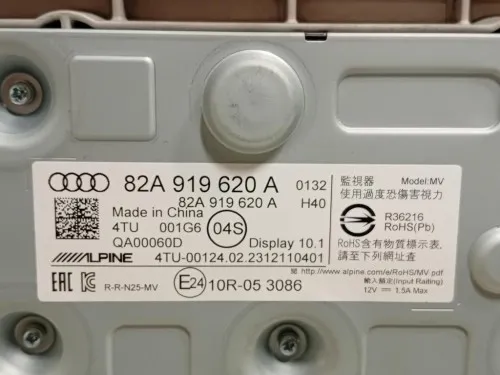 82A 919 620 A 0132
82A 919 620 A H40
Made in China
4TU 001G6 04S
QA00060D Display 10.1
ALPINE 4TU-00124.02.2312110401
EAC R-R-N25-MV E24 10R-05 3086
監視器 Model:MV
使用過度恐傷害視力
R36216
RoHS(Pb)
RoHS含有物質標示表,
請至下列網站
閱 http://www.alpine.com/e/RoHS/MV.pdf
輸入額定(Input Raiting)
12V ⎓ 1.5A Max